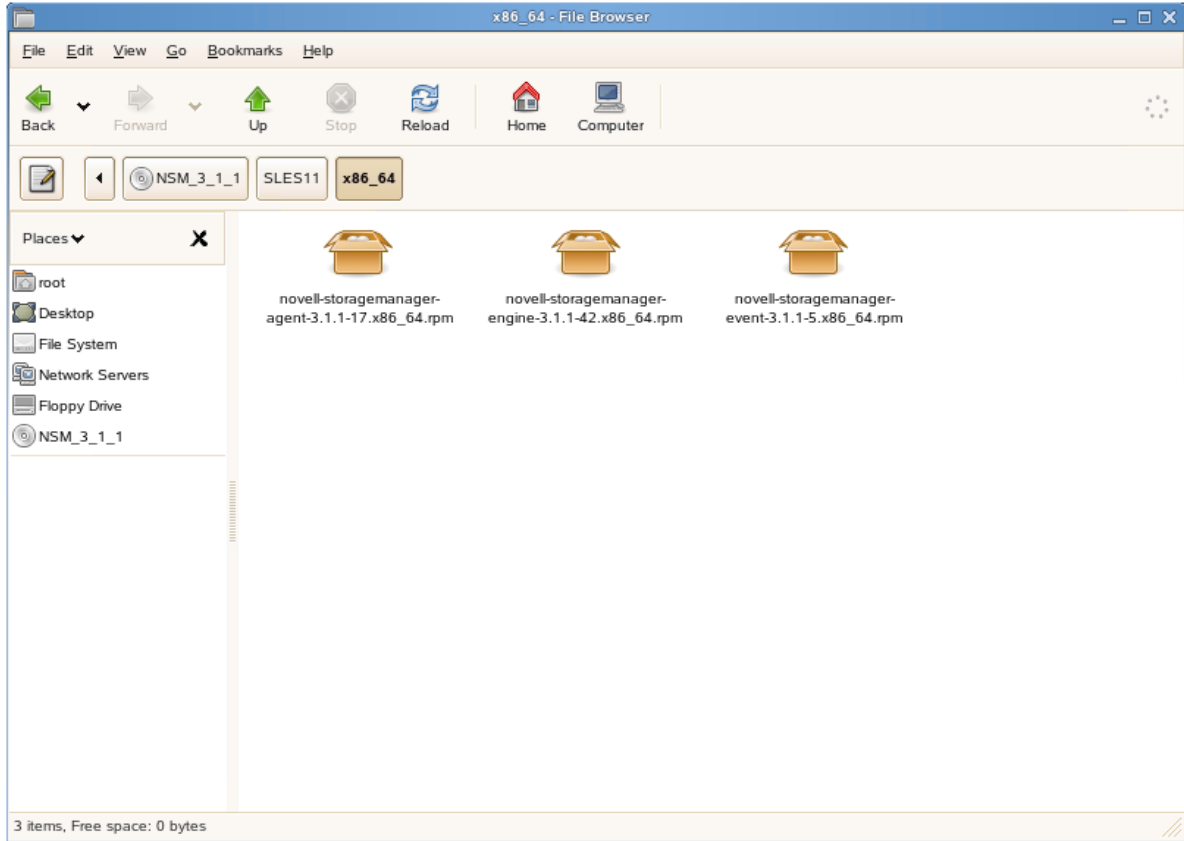 x86_64 - File Browser
File Edit View Go Bookmarks Help
Back Forward Up Stop Reload Home Computer
NSM_3_1_1 SLES11 x86_64
Places
root
Desktop
File System
Network Servers
Floppy Drive
NSM_3_1_1
novell-storagemanager-
agent-3.1.1-17.x86_64.rpm
novell-storagemanager-
engine-3.1.1-42.x86_64.rpm
novell-storagemanager-
event-3.1.1-5.x86_64.rpm
3 items, Free space: 0 bytes